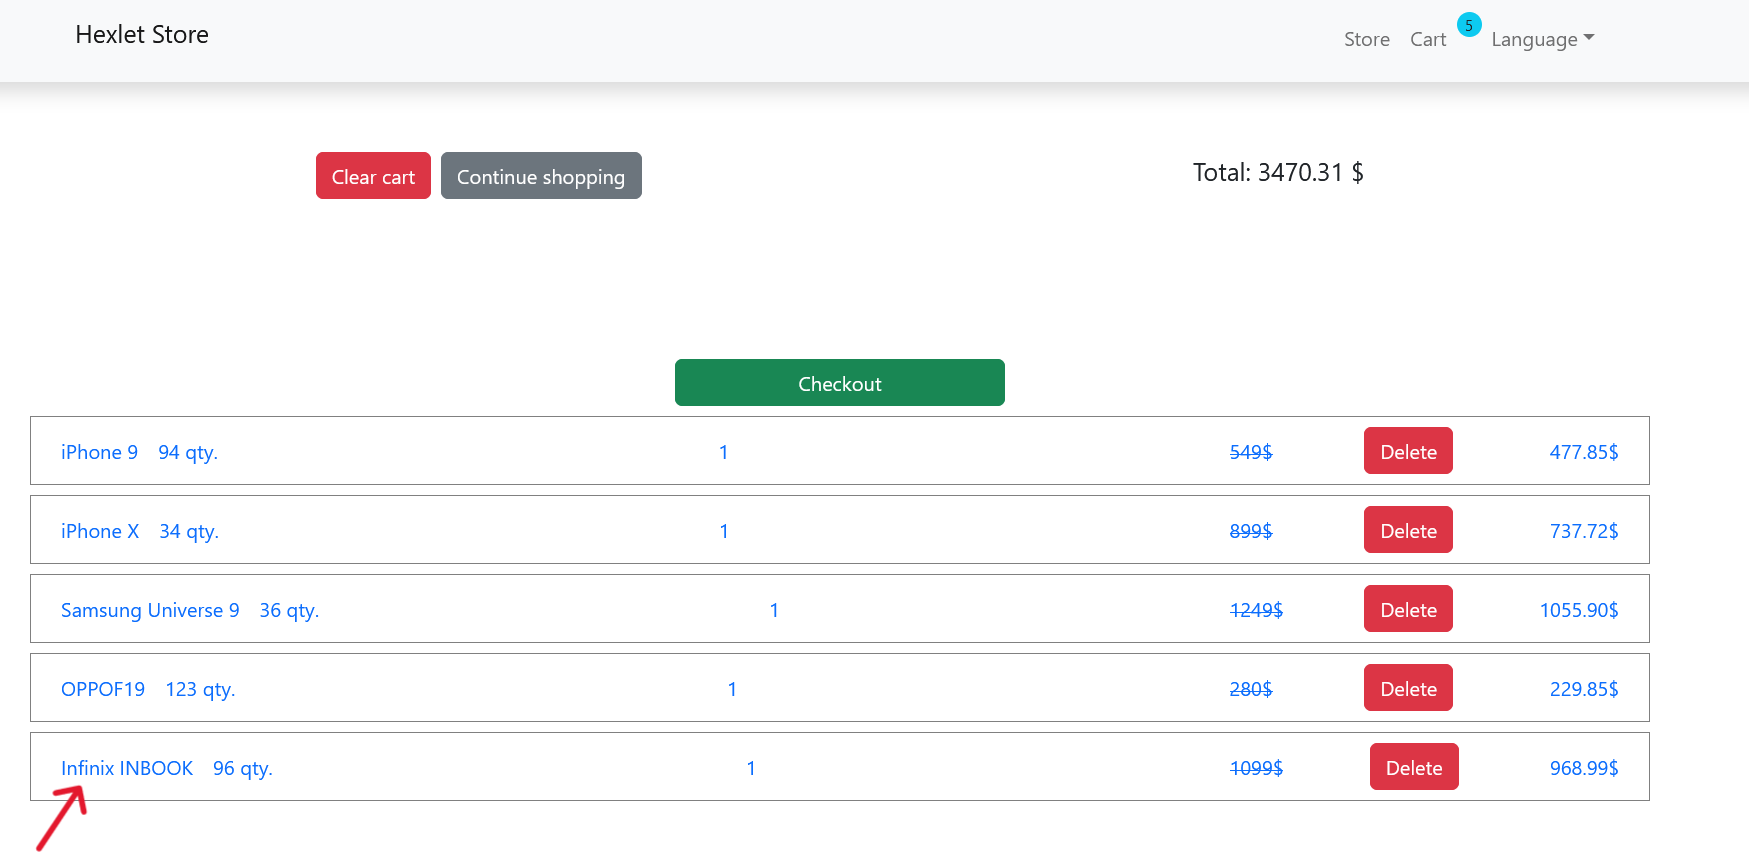 Hexlet Store Store Cart 5 Language
Clear cart Continue shopping Total: 3470.31 $
Checkout
iPhone 9 94 qty. 1 549$ Delete 477.85$
iPhone X 34 qty. 1 899$ Delete 737.72$
Samsung Universe 9 36 qty. 1 1249$ Delete 1055.90$
OPPOF19 123 qty. 1 280$ Delete 229.85$
Infinix INBOOK 96 qty. 1 1099$ Delete 968.99$